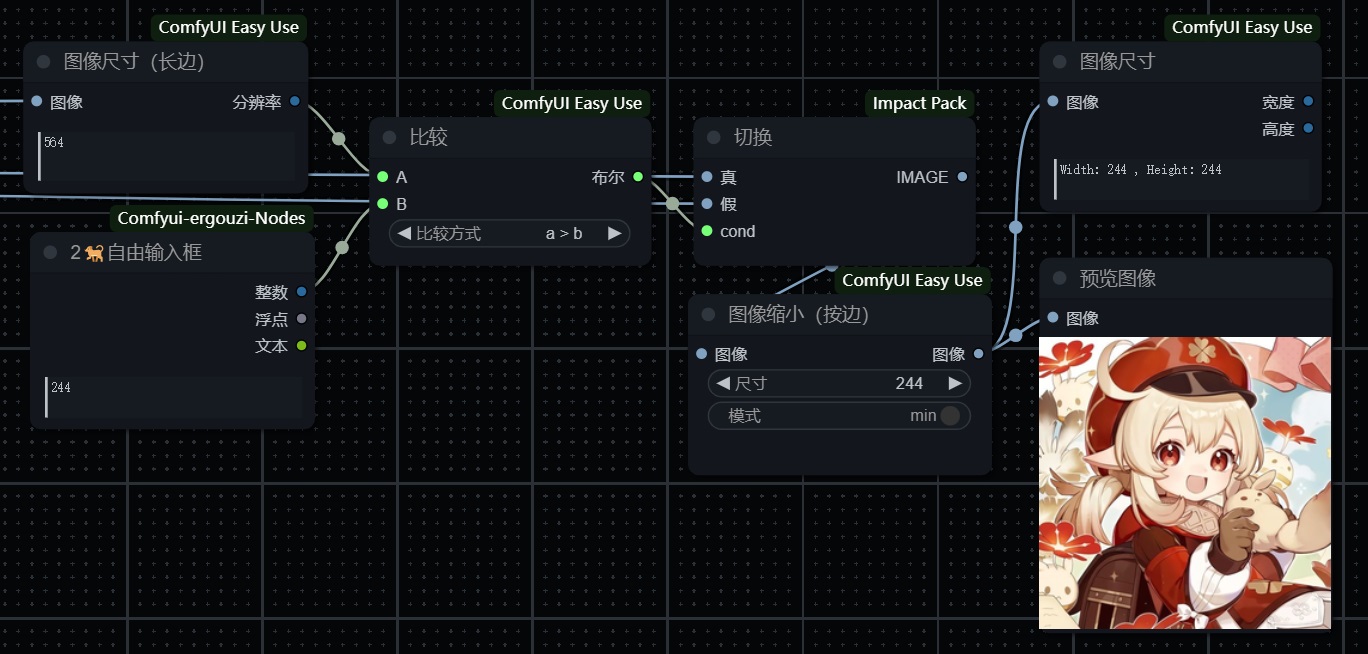 ComfyUI Easy Use
图像尺寸（长边）
图像
分辨率
564
Comfyui-ergouzi-Nodes
2🐕自由输入框
整数
浮点
文本
244
ComfyUI Easy Use
比较
A
布尔
B
比较方式
a > b
Impact Pack
切换
真
IMAGE
假
cond
ComfyUI Easy Use
图像缩小（按边）
图像
图像
尺寸
244
模式
min
ComfyUI Easy Use
图像尺寸
图像
宽度
高度
Width: 244 , Height: 244
预览图像
图像